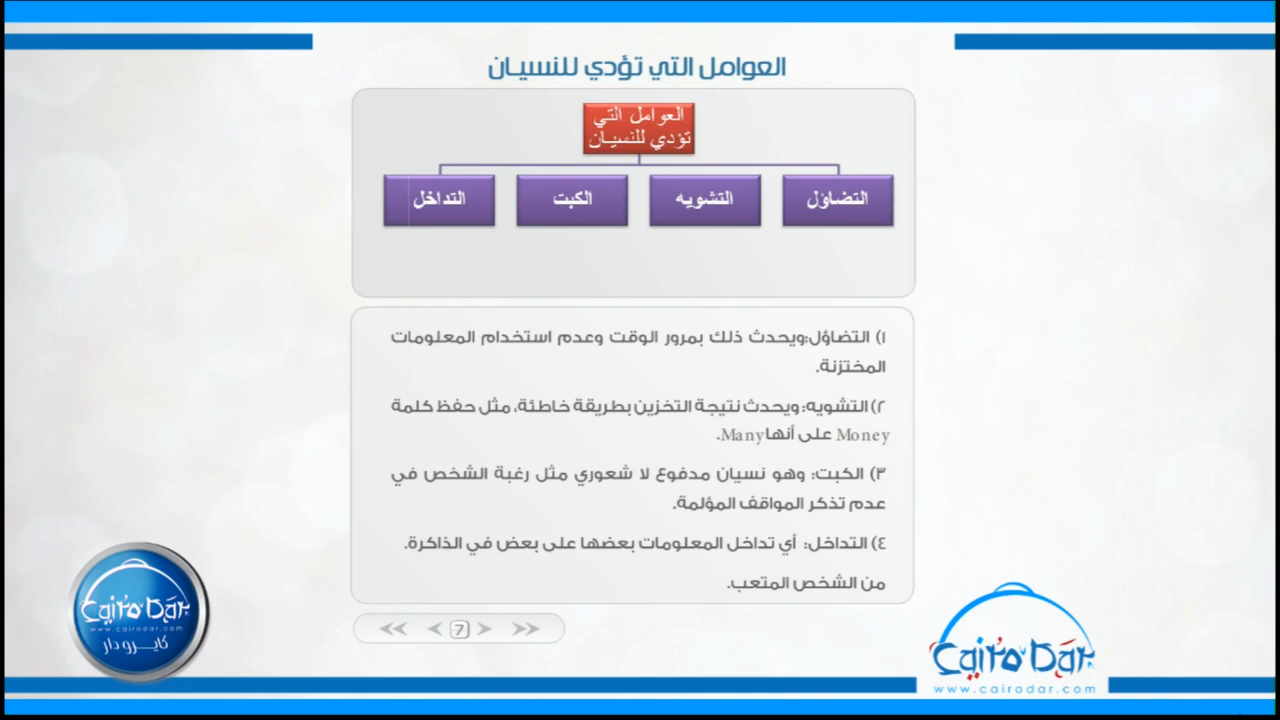 العوامل التي تؤدي للنسيان
العوامل التي
تؤدي للنسيان
التضاؤل
التشويه
الكبت
التداخل
١) التضاؤل:ويحدث ذلك بمرور الوقت وعدم استخدام المعلومات
المختزنة.
٢) التشويه: ويحدث نتيجة التخزين بطريقة خاطئة، مثل حفظ كلمة
Money على أنهاMany.
٣) الكبت: وهو نسيان مدفوع لا شعوري مثل رغبة الشخص في
عدم تذكر المواقف المؤلمة.
٤) التداخل: أي تداخل المعلومات بعضها على بعض في الذاكرة.
من الشخص المتعب.
7
Cairo Dar
www.cairodar.com
كايرو دار
Cairo Dar
www.cairodar.com